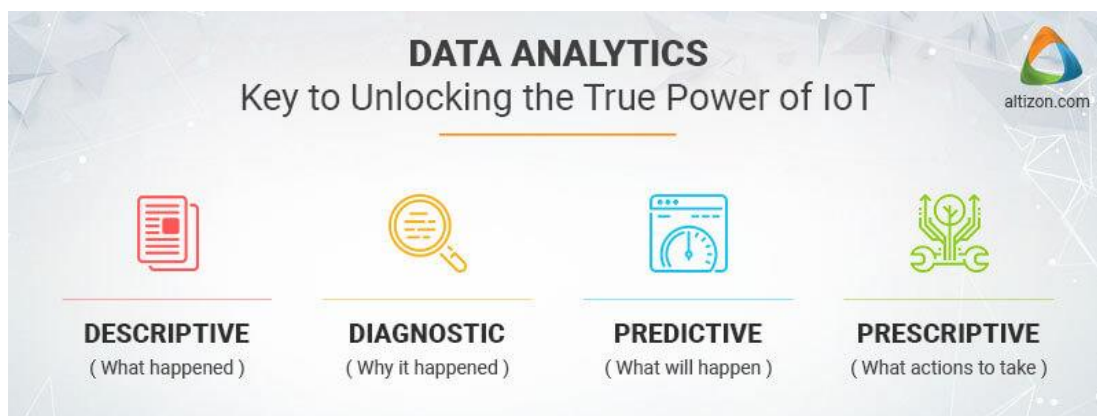 DATA ANALYTICS
Key to Unlocking the True Power of IoT
altizon.com
DESCRIPTIVE
( What happened )
DIAGNOSTIC
( Why it happened )
PREDICTIVE
( What will happen )
PRESCRIPTIVE
( What actions to take )